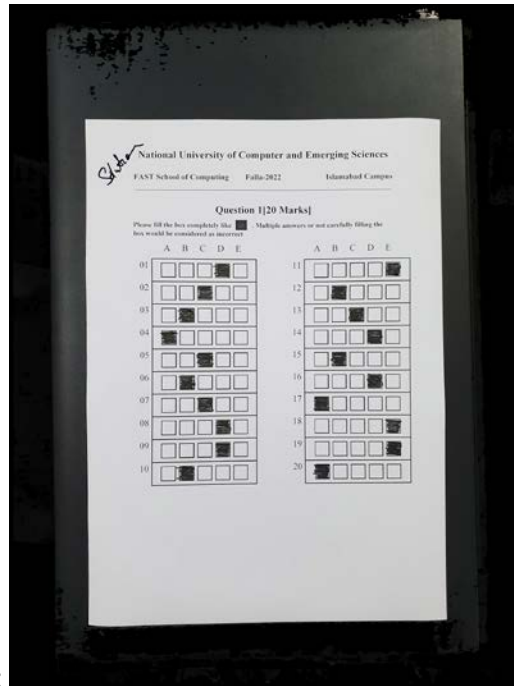 National University of Computer and Emerging Sciences
FAST School of Computing Falla-2022 Islamabad Campus
Question 1[20 Marks]
Please fill the box completely like . Multiple answers or not carefully filling the
box would be considered as incorrect
A B C D E
01
02
03
04
05
06
07
08
09
10
A B C D E
11
12
13
14
15
16
17
18
19
20